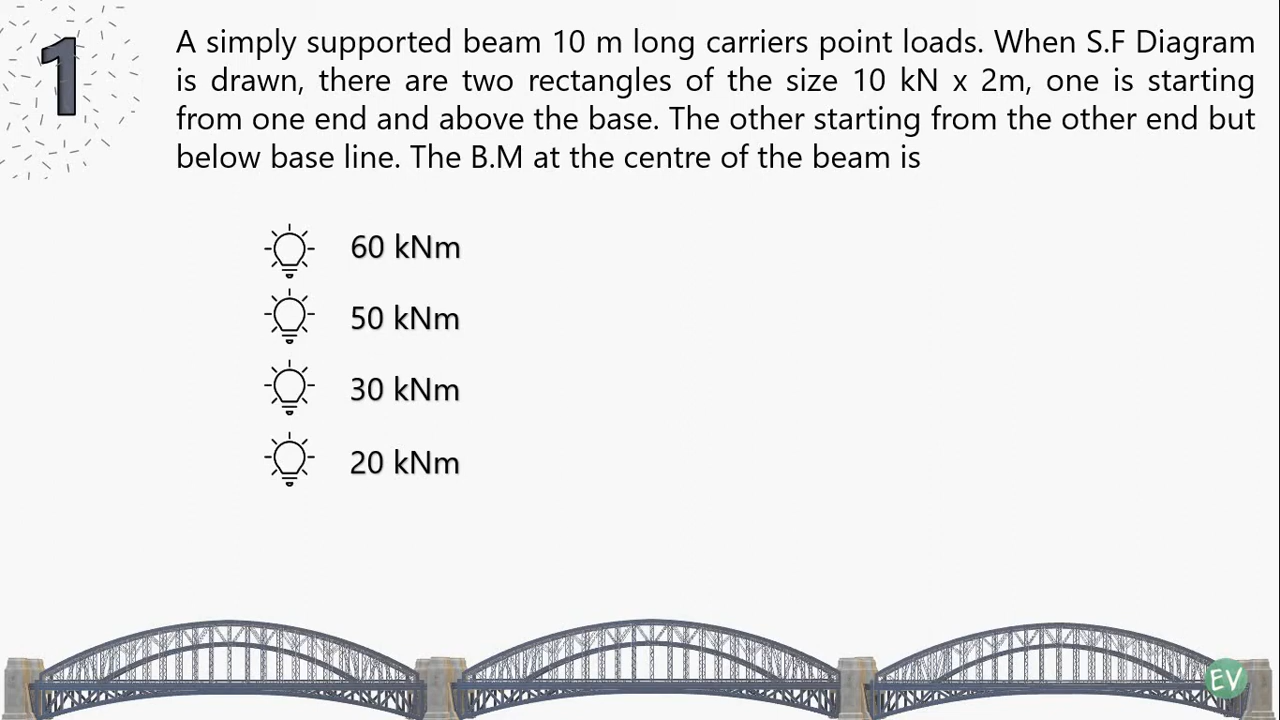 1
A simply supported beam 10 m long carriers point loads. When S.F Diagram
is drawn, there are two rectangles of the size 10 kN x 2m, one is starting
from one end and above the base. The other starting from the other end but
below base line. The B.M at the centre of the beam is
60 kNm
50 kNm
30 kNm
20 kNm
EV